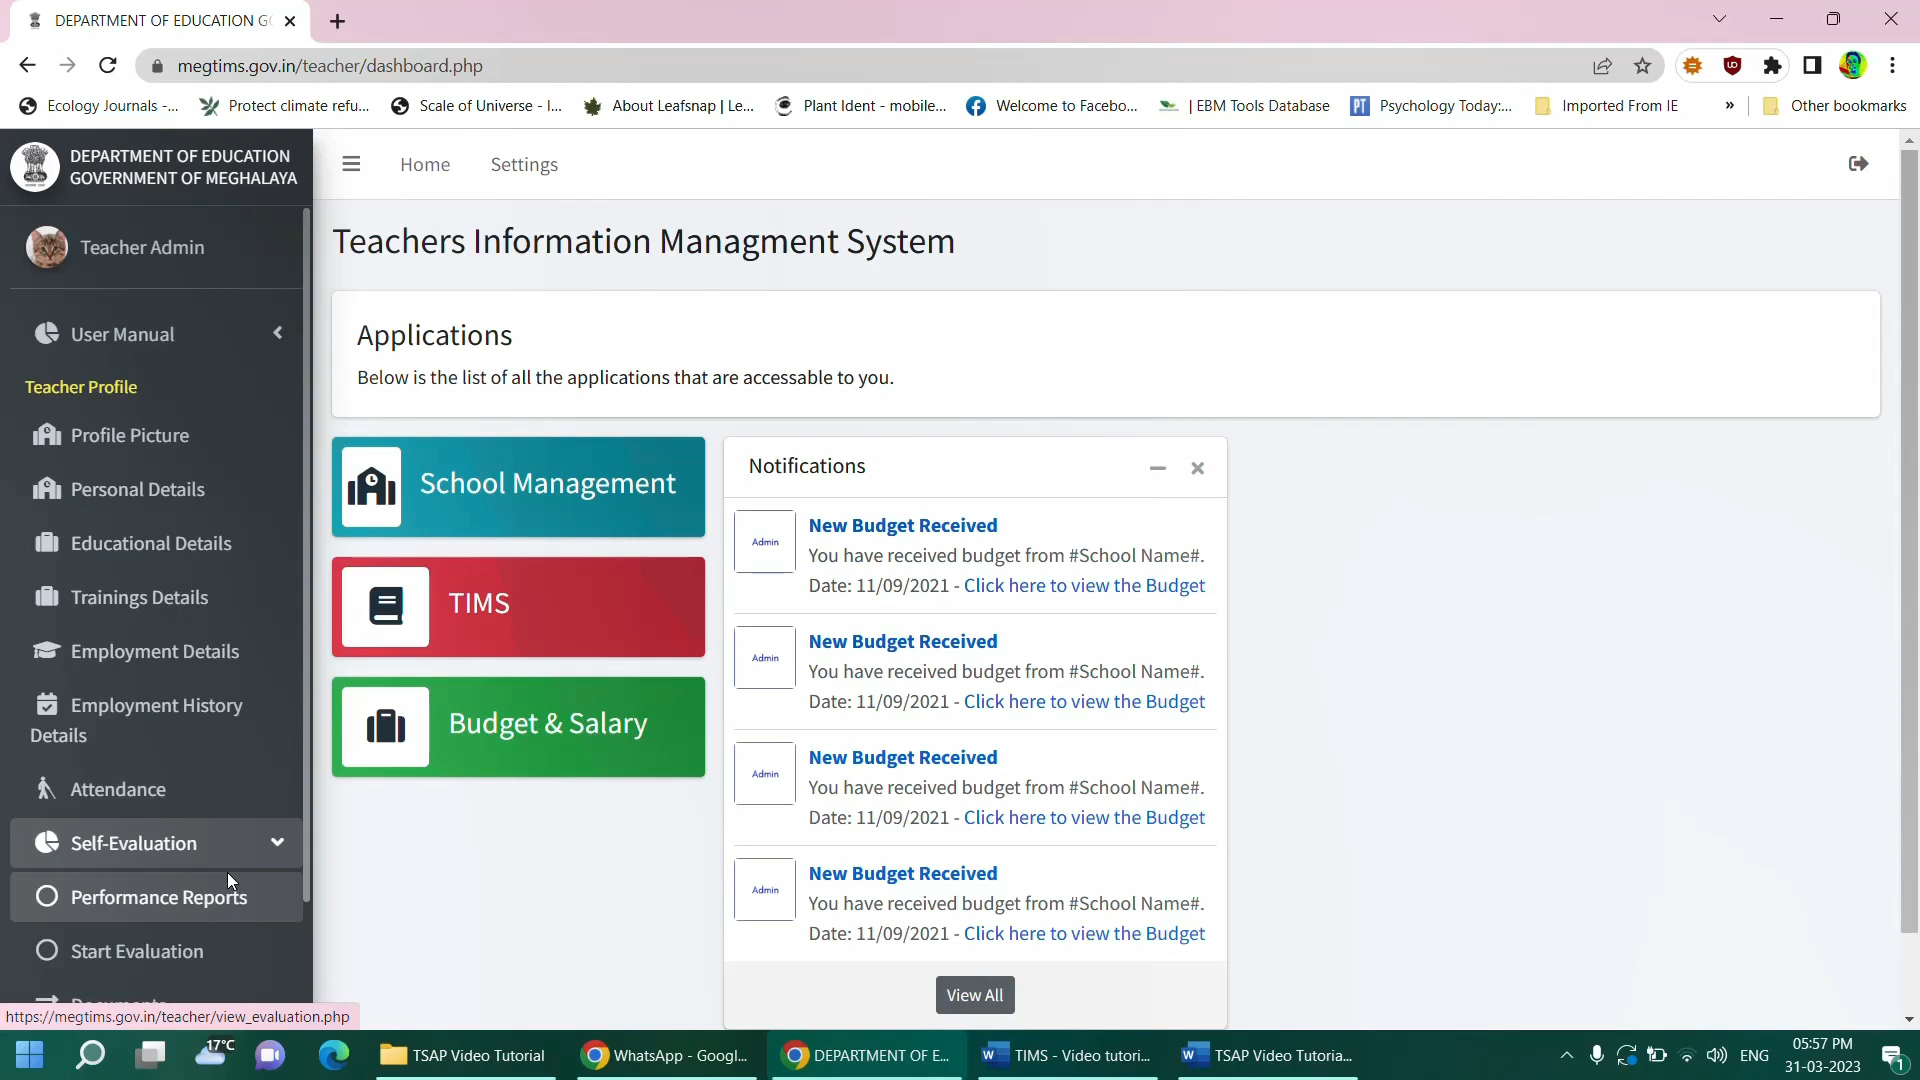 DEPARTMENT OF EDUCATION G
megtims.gov.in/teacher/dashboard.php
Ecology Journals -... Protect climate refu... Scale of Universe - I... About Leafsnap | Le... Plant Ident - mobile... Welcome to Facebo... | EBM Tools Database Psychology Today:... Imported From IE » Other bookmarks
DEPARTMENT OF EDUCATION
GOVERNMENT OF MEGHALAYA
Home Settings
Teacher Admin
User Manual
Teacher Profile
Profile Picture
Personal Details
Educational Details
Trainings Details
Employment Details
Employment History
Details
Attendance
Self-Evaluation
Performance Reports
Start Evaluation
Documents
https://megtims.gov.in/teacher/view_evaluation.php
Teachers Information Managment System
Applications
Below is the list of all the applications that are accessable to you.
School Management
TIMS
Budget & Salary
Notifications
Admin
New Budget Received
You have received budget from #School Name#.
Date: 11/09/2021 - Click here to view the Budget
Admin
New Budget Received
You have received budget from #School Name#.
Date: 11/09/2021 - Click here to view the Budget
Admin
New Budget Received
You have received budget from #School Name#.
Date: 11/09/2021 - Click here to view the Budget
Admin
New Budget Received
You have received budget from #School Name#.
Date: 11/09/2021 - Click here to view the Budget
View All
17°C TSAP Video Tutorial WhatsApp - Googl... DEPARTMENT OF E... TIMS - Video tutori... TSAP Video Tutoria... ENG
05:57 PM
31-03-2023
1